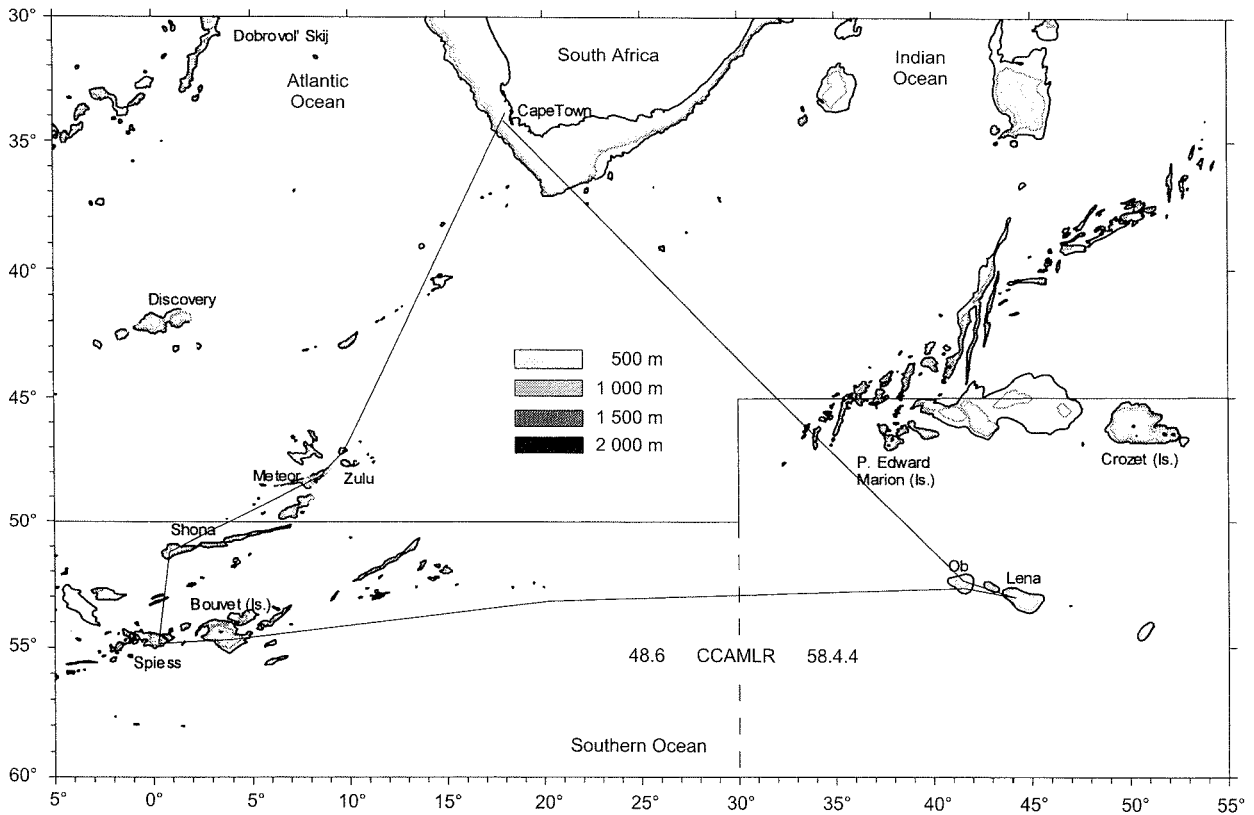 30°
35°
40°
45°
50°
55°
60°
5°
0°
5°
10°
15°
20°
25°
30°
35°
40°
45°
50°
55°
Dobrovol' Skij
Atlantic
Ocean
South Africa
Indian
Ocean
CapeTown
Discovery
500 m
1 000 m
1 500 m
2 000 m
Meteor
Zulu
P. Edward
Marion (Is.)
Crozet (Is.)
Shona
Ob
Lena
Bouvet (Is.)
Spiess
48.6 CCAMLR 58.4.4
Southern Ocean